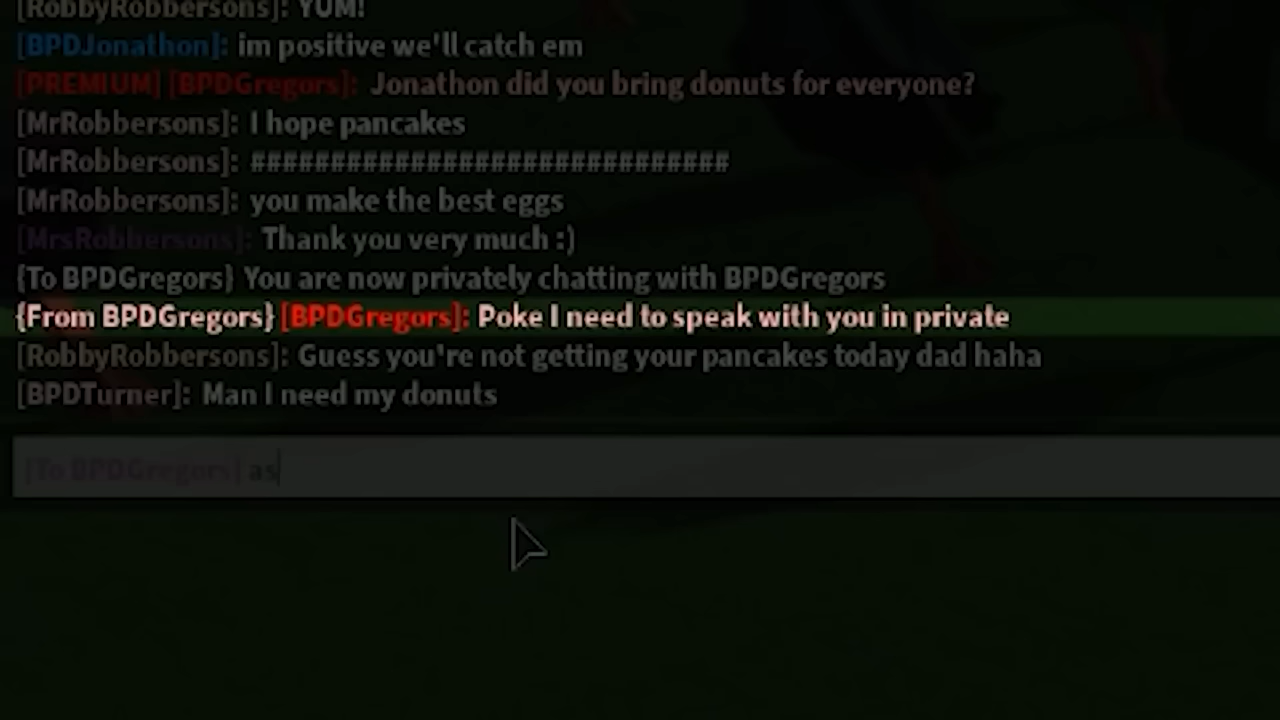 [RobbyRobbersons]: YUM!
[BPDJonathon]: im positive we'll catch em
[PREMIUM] [BPDGregors]: Jonathon did you bring donuts for everyone?
[MrRobbersons]: I hope pancakes
[MrRobbersons]: ##############################
[MrRobbersons]: you make the best eggs
[MrsRobbersons]: Thank you very much :)
{To BPDGregors} You are now privately chatting with BPDGregors
{From BPDGregors} [BPDGregors]: Poke I need to speak with you in private
[RobbyRobbersons]: Guess you're not getting your pancakes today dad haha
[BPDTurner]: Man I need my donuts
[To BPDGregors] as